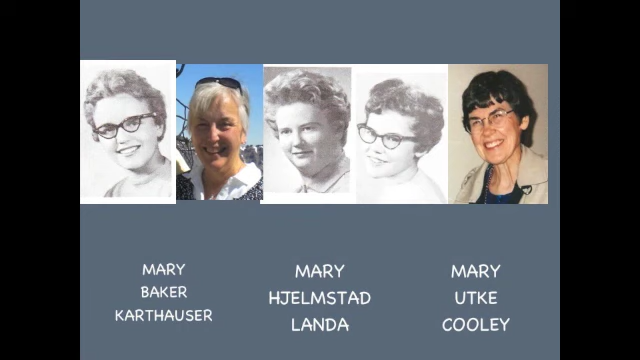 MARY
BAKER
KARTHAUSER
MARY
HJELMSTAD
LANDA
MARY
UTKE
COOLEY